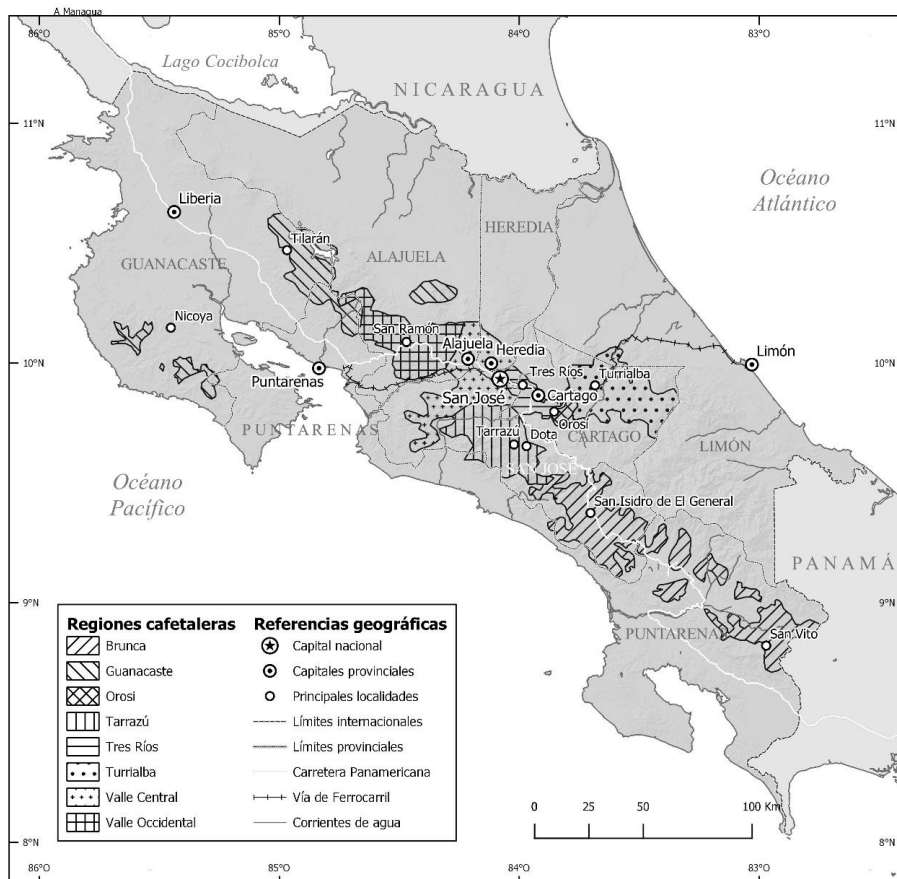 A Managua
86°O
85°O
84°O
83°O
Lago Cocibolca
NICARAGUA
11°N
11°N
Océano
Atlántico
Liberia
HEREDIA
Tilarán
GUANACASTE
ALAJUELA
Nicoya
San Ramón
Alajuela
Heredia
10°N
10°N
Limón
Tres Ríos
Turrialba
Puntarenas
San José
Cartago
Orosi
PUNTARENAS
Tarrazú
Dota
CARTAGO
LIMÓN
SAN JOSÉ
Océano
Pacífico
San Isidro de El General
PANAMÁ
9°N
9°N
PUNTARENAS
San Vito
Regiones cafetaleras
Brunca
Guanacaste
Orosi
Tarrazú
Tres Ríos
Turrialba
Valle Central
Valle Occidental
Referencias geográficas
Capital nacional
Capitales provinciales
Principales localidades
Límites internacionales
Límites provinciales
Carretera Panamericana
Vía de Ferrocarril
Corrientes de agua
0 25 50 100 Km
8°N
8°N
86°O
85°O
84°O
83°O